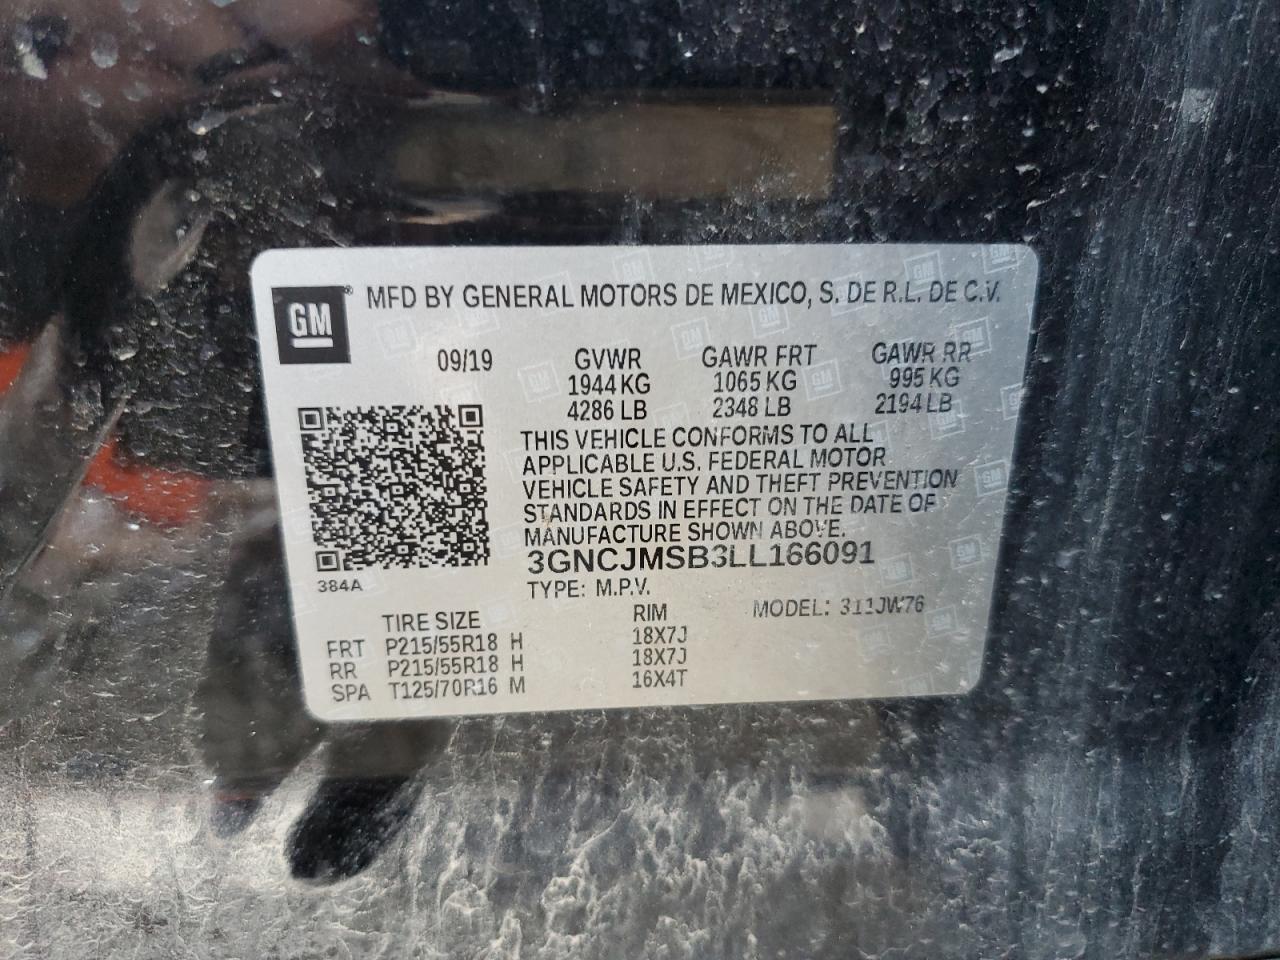 GM ® MFD BY GENERAL MOTORS DE MEXICO, S. DE R.L. DE C.V.
09/19 GVWR GAWR FRT GAWR RR
1944 KG 1065 KG 995 KG
4286 LB 2348 LB 2194 LB
THIS VEHICLE CONFORMS TO ALL
APPLICABLE U.S. FEDERAL MOTOR
VEHICLE SAFETY AND THEFT PREVENTION
STANDARDS IN EFFECT ON THE DATE OF
MANUFACTURE SHOWN ABOVE.
3GNCJMSB3LL166091
384A TYPE: M.P.V.
TIRE SIZE RIM MODEL: 311JW76
FRT P215/55R18 H 18X7J
RR P215/55R18 H 18X7J
SPA T125/70R16 M 16X4T